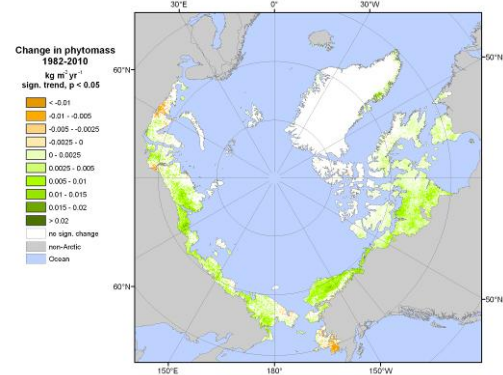 30°E
0°
30°W
Change in phytomass
1982-2010
kg m² yr⁻¹
sign. trend, p < 0.05
< -0.01
-0.01 - -0.005
-0.005 - -0.0025
-0.0025 - 0
0 - 0.0025
0.0025 - 0.005
0.005 - 0.01
0.01 - 0.015
0.015 - 0.02
> 0.02
no sign. change
non-Arctic
Ocean
60°N
50°N
60°N
50°N
150°E
180°
150°W